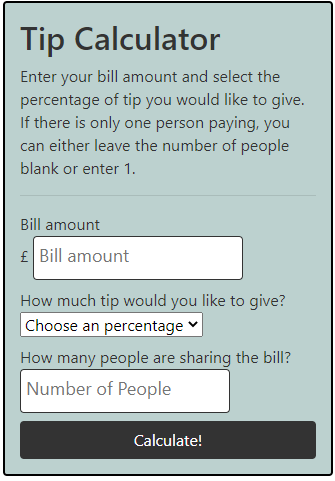 Tip Calculator
Enter your bill amount and select the
percentage of tip you would like to give.
If there is only one person paying, you
can either leave the number of people
blank or enter 1.
Bill amount
£ Bill amount
How much tip would you like to give?
Choose an percentage
How many people are sharing the bill?
Number of People
Calculate!